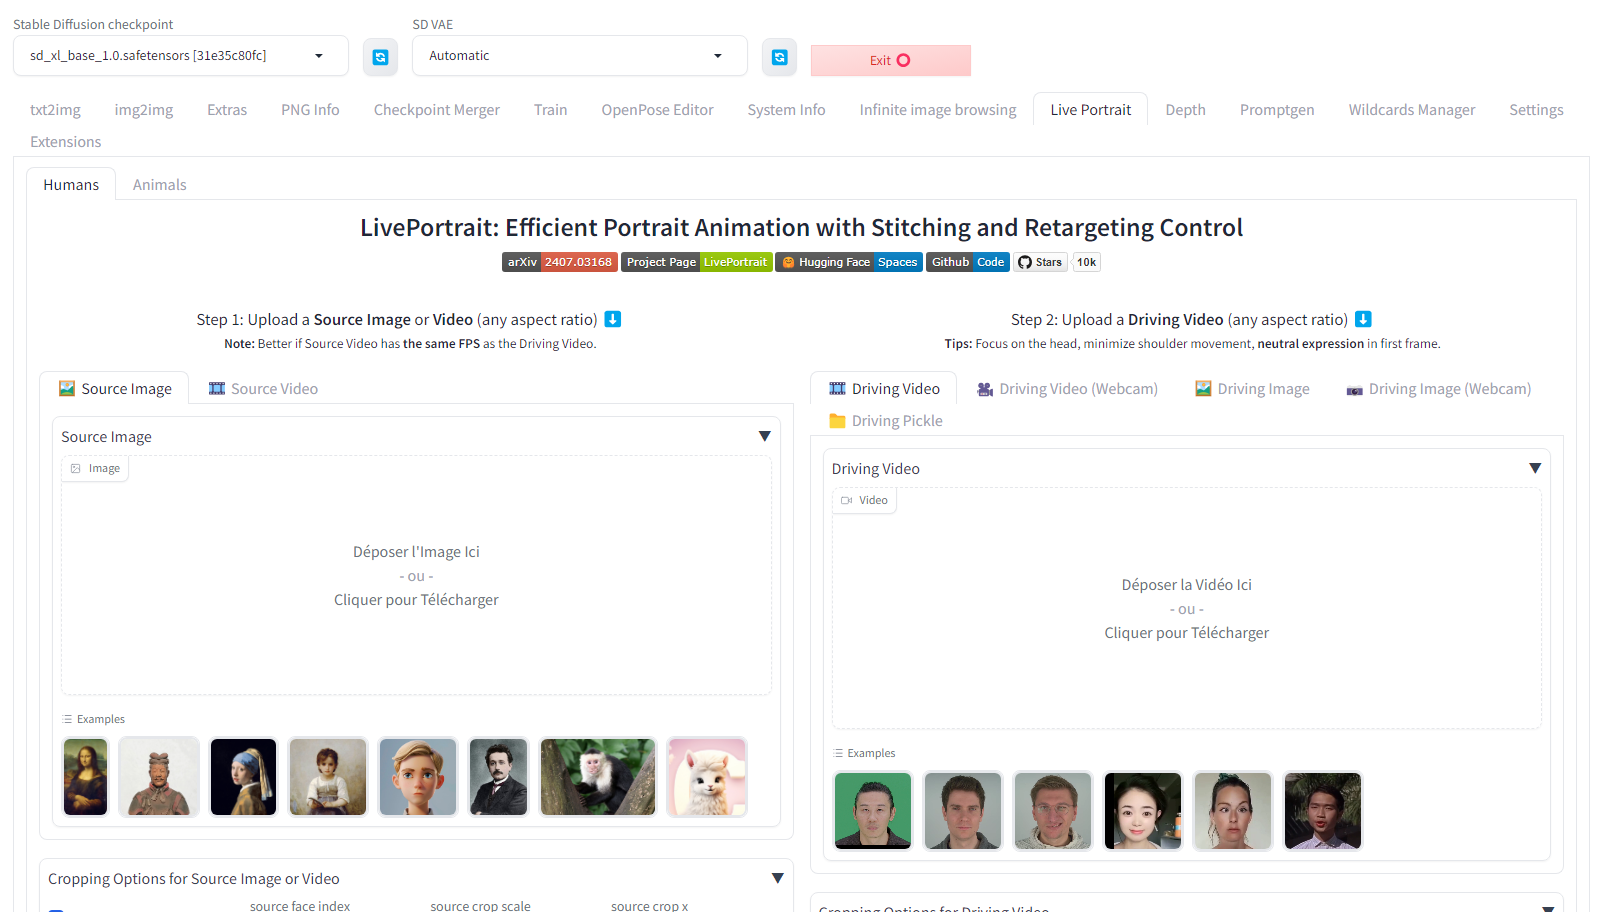 Stable Diffusion checkpoint
SD VAE
sd_xl_base_1.0.safetensors [31e35c80fc]
Automatic
Exit
txt2img
img2img
Extras
PNG Info
Checkpoint Merger
Train
OpenPose Editor
System Info
Infinite image browsing
Live Portrait
Depth
Promptgen
Wildcards Manager
Settings
Extensions
Humans
Animals
LivePortrait: Efficient Portrait Animation with Stitching and Retargeting Control
arXiv 2407.03168
Project Page LivePortrait
Hugging Face Spaces
Github Code
Stars 10k
Step 1: Upload a Source Image or Video (any aspect ratio)
Note: Better if Source Video has the same FPS as the Driving Video.
Source Image
Source Video
Source Image
Image
Déposer l'Image Ici
- ou -
Cliquer pour Télécharger
Examples
Cropping Options for Source Image or Video
source face index
source crop scale
source crop x
Step 2: Upload a Driving Video (any aspect ratio)
Tips: Focus on the head, minimize shoulder movement, neutral expression in first frame.
Driving Video
Driving Video (Webcam)
Driving Image
Driving Image (Webcam)
Driving Pickle
Driving Video
Video
Déposer la Vidéo Ici
- ou -
Cliquer pour Télécharger
Examples
Cropping Options for Driving Video